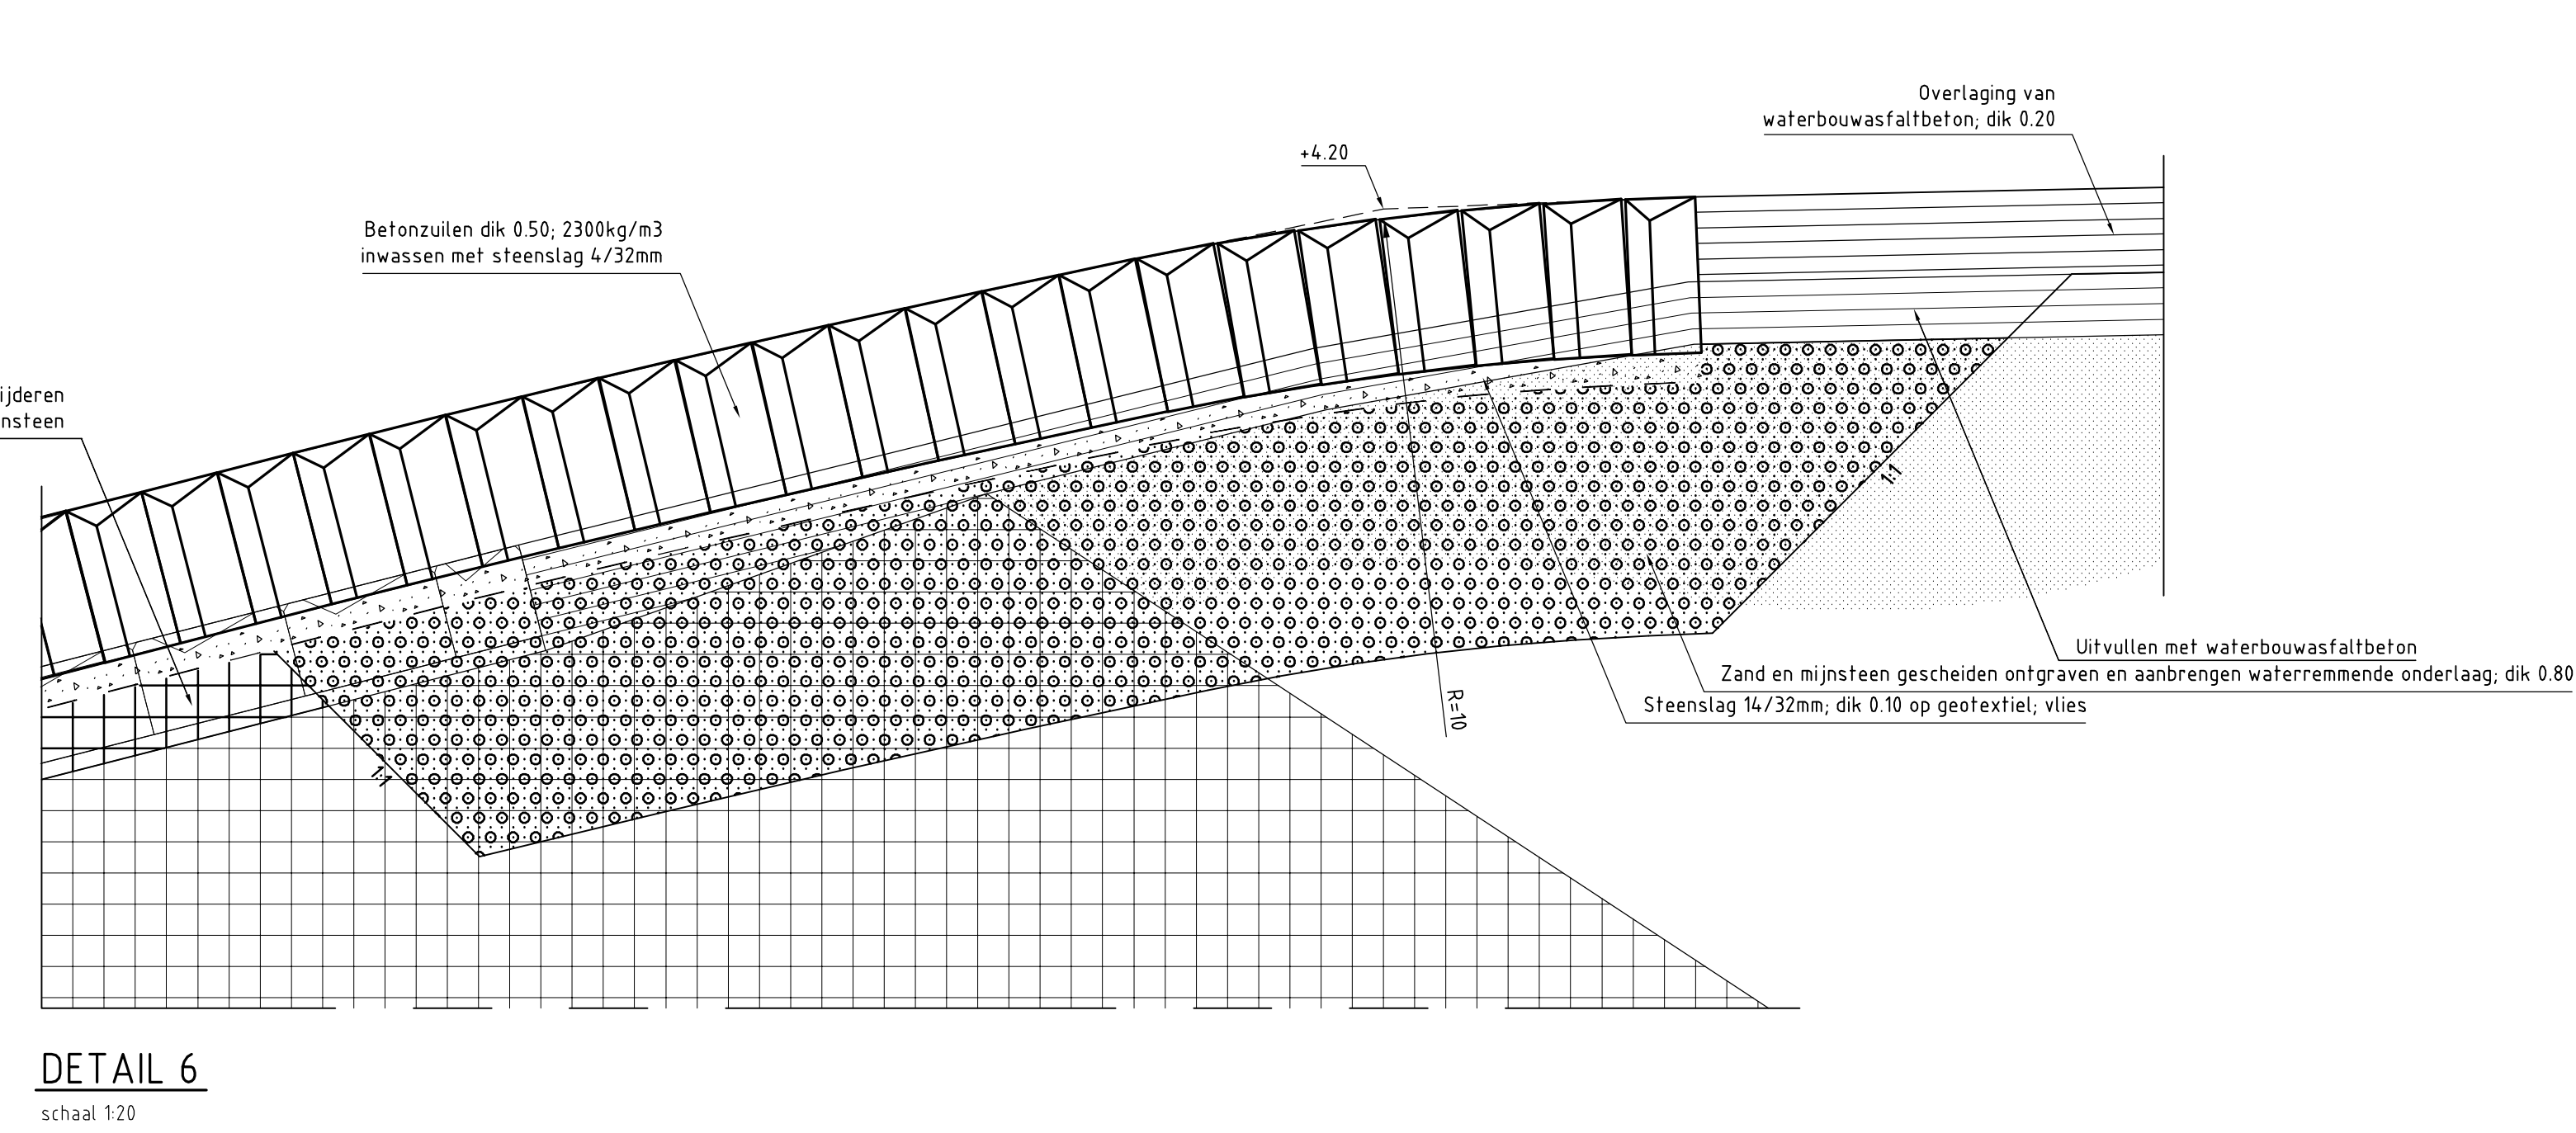 Overlaging van
waterbouwasfaltbeton; dik 0.20
+4.20
Betonzuilen dik 0.50; 2300kg/m3
inwassen met steenslag 4/32mm
ijderen
nsteen
1:1
Uitvullen met waterbouwasfaltbeton
Zand en mijnsteen gescheiden ontgraven en aanbrengen waterremmende onderlaag; dik 0.80
Steenslag 14/32mm; dik 0.10 op geotextiel; vlies
R=10
1:1
DETAIL 6
schaal 1:20